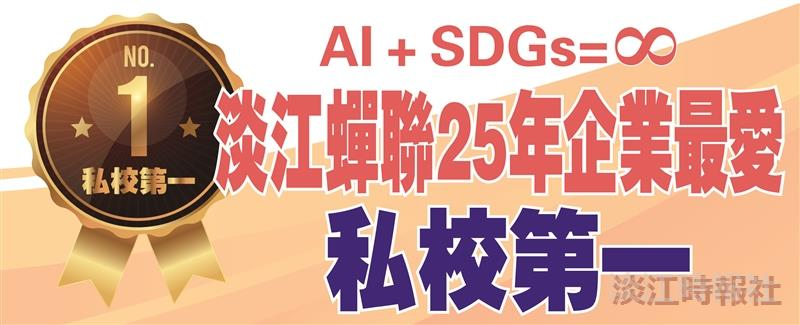 NO.
1
私校第一
AI + SDGs=∞
淡江蟬聯25年企業最愛
私校第一
淡江時報社